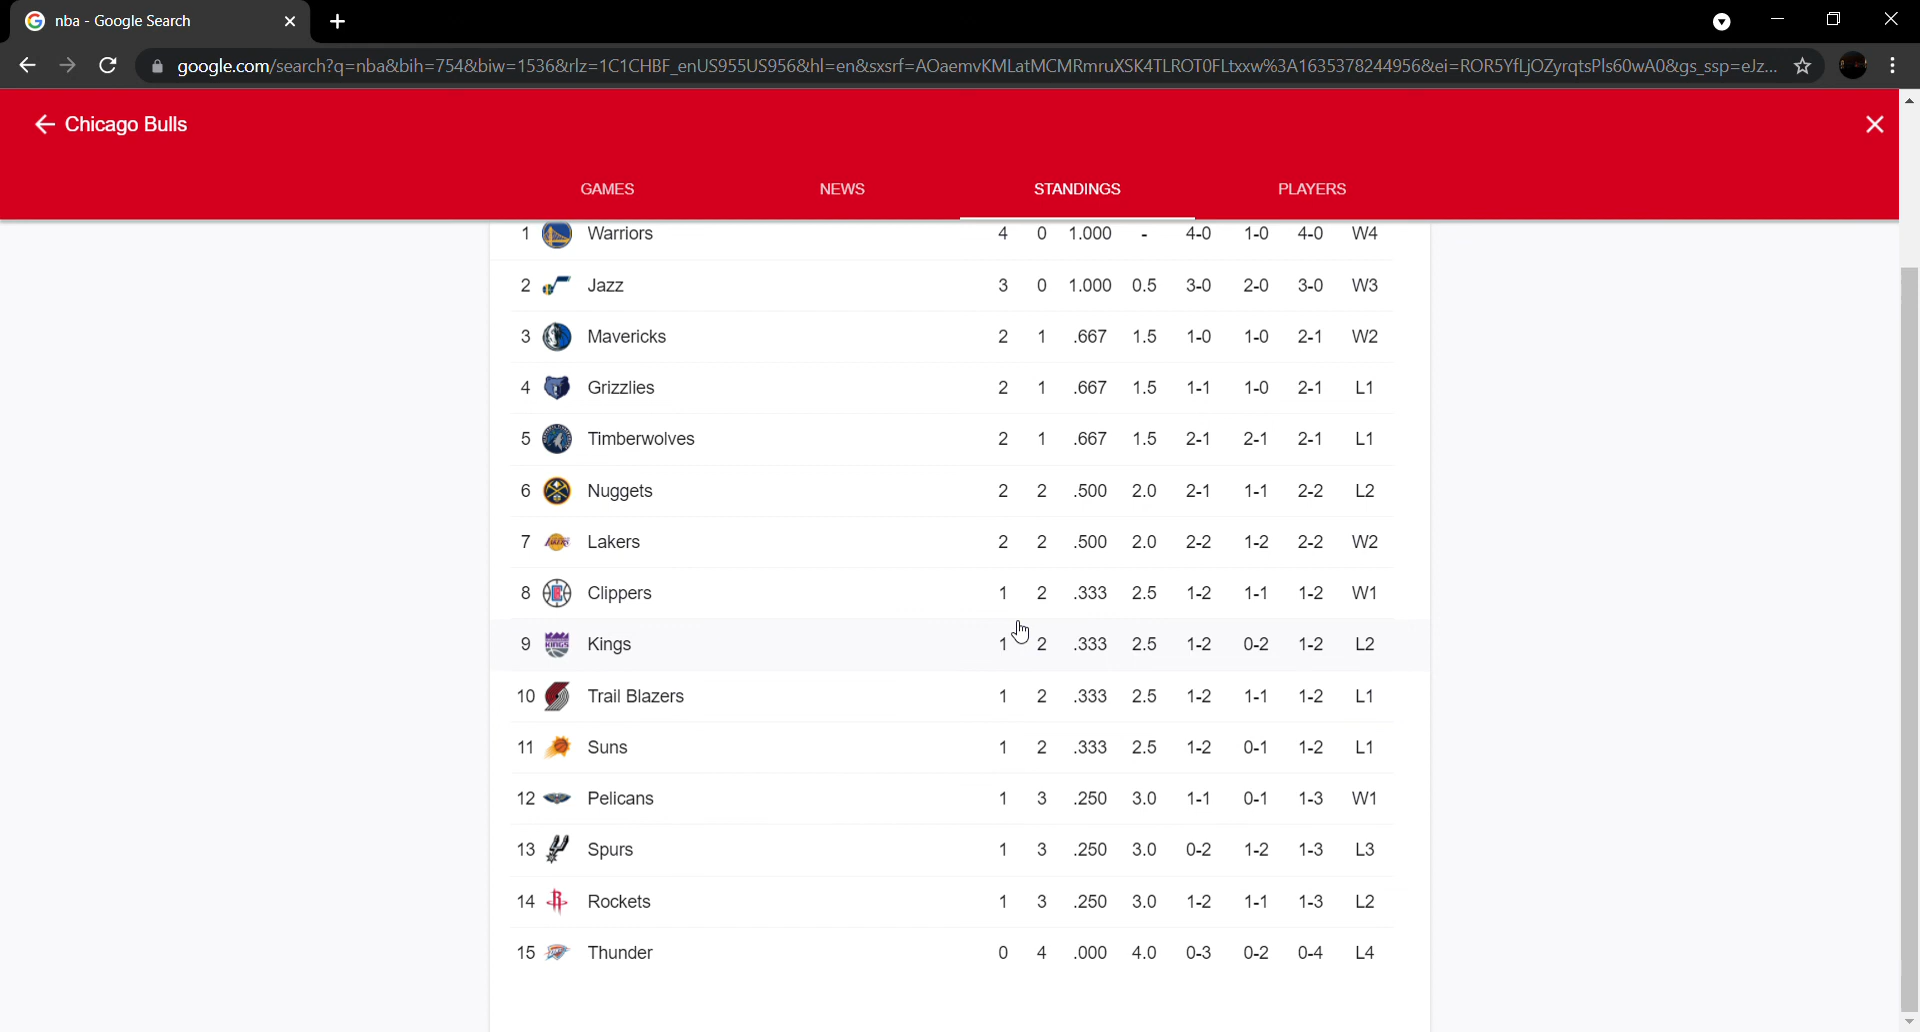 nba - Google Search
google.com/search?q=nba&bih=754&biw=1536&rlz=1C1CHBF_enUS955US956&hl=en&sxsrf=AOaemvKMLatMCMRmruXSK4TLROT0FLtxxw%3A1635378244956&ei=ROR5YfLjOZyrqtsPls60wA0&gs_ssp=eJz...
Chicago Bulls
GAMES NEWS STANDINGS PLAYERS
1 Warriors 4 0 1.000 - 4-0 1-0 4-0 W4
2 Jazz 3 0 1.000 0.5 3-0 2-0 3-0 W3
3 Mavericks 2 1 .667 1.5 1-0 1-0 2-1 W2
4 Grizzlies 2 1 .667 1.5 1-1 1-0 2-1 L1
5 Timberwolves 2 1 .667 1.5 2-1 2-1 2-1 L1
6 Nuggets 2 2 .500 2.0 2-1 1-1 2-2 L2
7 Lakers 2 2 .500 2.0 2-2 1-2 2-2 W2
8 Clippers 1 2 .333 2.5 1-2 1-1 1-2 W1
9 Kings 1 2 .333 2.5 1-2 0-2 1-2 L2
10 Trail Blazers 1 2 .333 2.5 1-2 1-1 1-2 L1
11 Suns 1 2 .333 2.5 1-2 0-1 1-2 L1
12 Pelicans 1 3 .250 3.0 1-1 0-1 1-3 W1
13 Spurs 1 3 .250 3.0 0-2 1-2 1-3 L3
14 Rockets 1 3 .250 3.0 1-2 1-1 1-3 L2
15 Thunder 0 4 .000 4.0 0-3 0-2 0-4 L4